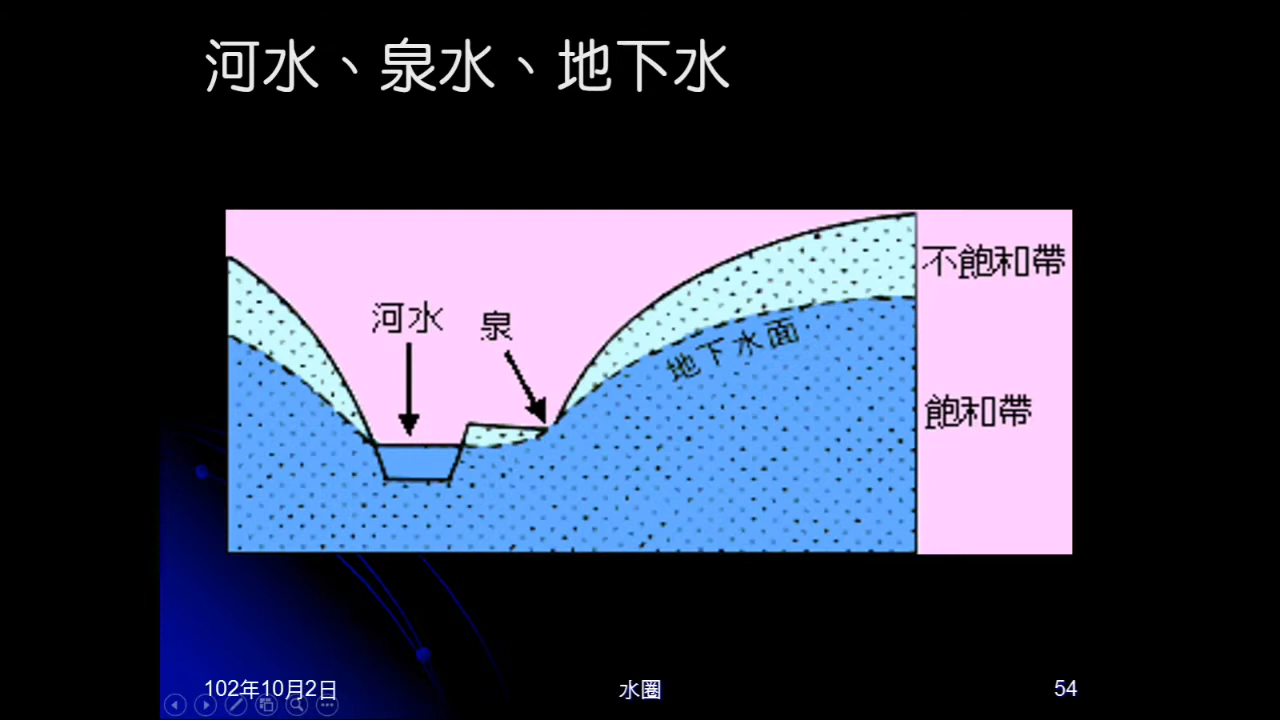 河水、泉水、地下水
不飽和帶
河水
泉
地下水面
飽和帶
102年10月2日
水圈
54